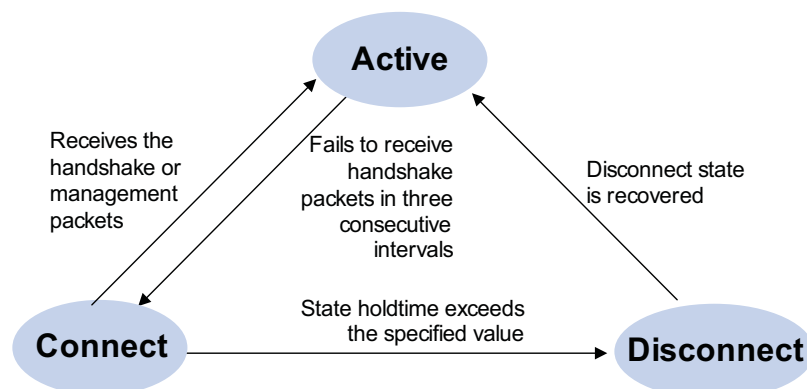 Active
Receives the
handshake or
management
packets
Fails to receive
handshake
packets in three
consecutive
intervals
Disconnect state
is recovered
State holdtime exceeds
the specified value
Connect
Disconnect